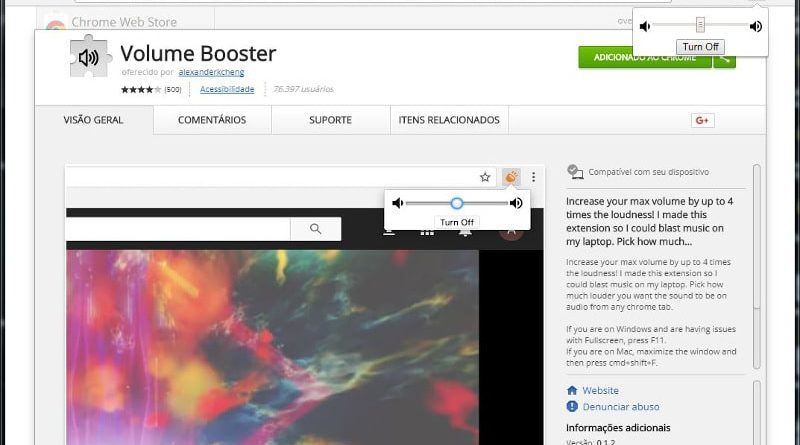 Chrome Web Store
Turn Off
Volume Booster
oferecido por alexanderkcheng
(500) Acessibilidade 76.397 usuários
ADICIONADO AO CHROME
VISÃO GERAL COMENTÁRIOS SUPORTE ITENS RELACIONADOS G+
Turn Off
A
Compatível com seu dispositivo
Increase your max volume by up to 4
times the loudness! I made this
extension so I could blast music on
my laptop. Pick how much...
Increase your max volume by up to 4 times
the loudness! I made this extension so I
could blast music on my laptop. Pick how
much louder you want the sound to be on
audio from any chrome tab.
If you are on Windows and are having issues
with Fullscreen, press F11.
If you are on Mac, maximize the window and
then press cmd+shift+F.
Website
Denunciar abuso
Informações adicionais
Versão: 0.1.2